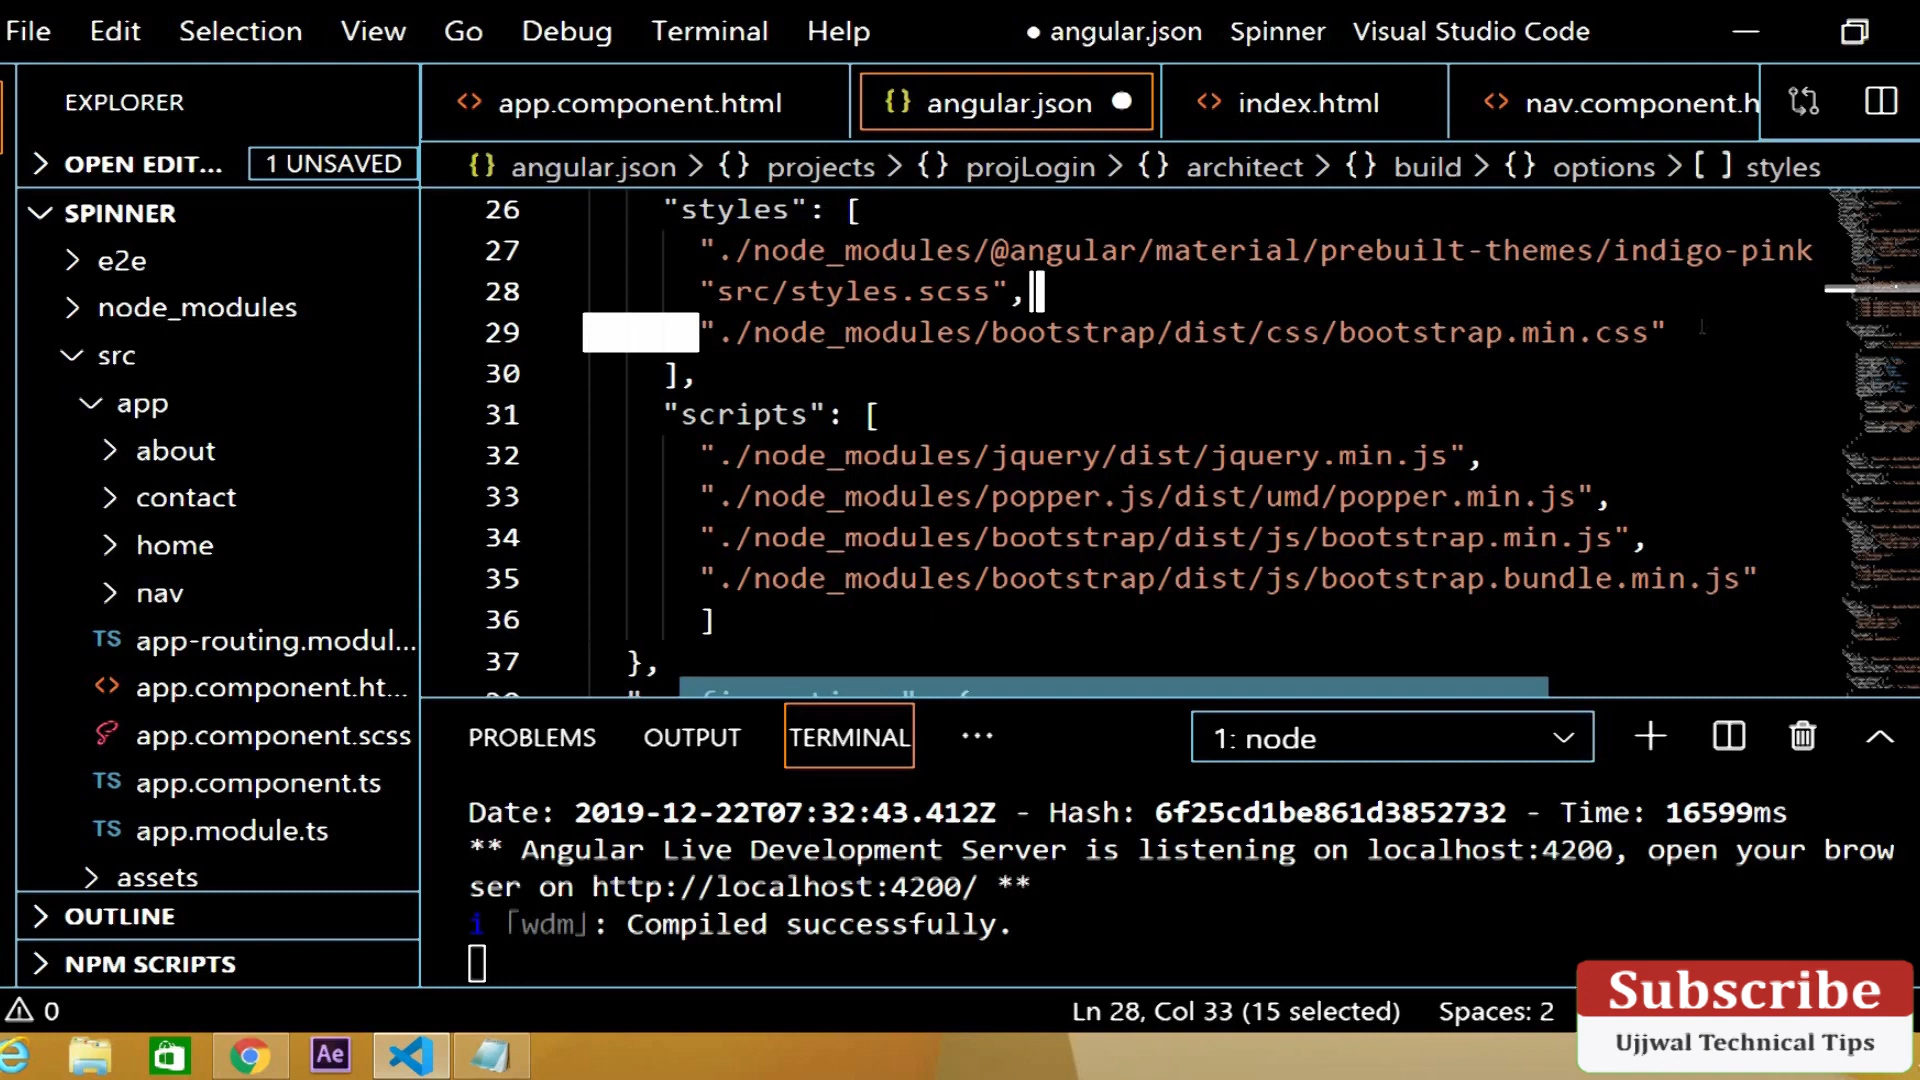 File Edit Selection View Go Debug Terminal Help ● angular.json Spinner Visual Studio Code
EXPLORER
app.component.html
angular.json
index.html
nav.component.h
OPEN EDIT... 1 UNSAVED
{} angular.json > {} projects > {} projLogin > {} architect > {} build > {} options > [ ] styles
SPINNER
e2e
node_modules
src
app
about
contact
home
nav
TS app-routing.modul...
<> app.component.ht...
app.component.scss
TS app.component.ts
TS app.module.ts
assets
OUTLINE
NPM SCRIPTS
26 "styles": [
27 "./node_modules/@angular/material/prebuilt-themes/indigo-pink
28 "src/styles.scss",
29 "./node_modules/bootstrap/dist/css/bootstrap.min.css"
30 ],
31 "scripts": [
32 "./node_modules/jquery/dist/jquery.min.js",
33 "./node_modules/popper.js/dist/umd/popper.min.js",
34 "./node_modules/bootstrap/dist/js/bootstrap.min.js",
35 "./node_modules/bootstrap/dist/js/bootstrap.bundle.min.js"
36 ]
37 },
PROBLEMS OUTPUT TERMINAL ... 1: node
Date: 2019-12-22T07:32:43.412Z - Hash: 6f25cd1be861d3852732 - Time: 16599ms
** Angular Live Development Server is listening on localhost:4200, open your brow
ser on http://localhost:4200/ **
i ｢wdm｣: Compiled successfully.
0
Ln 28, Col 33 (15 selected) Spaces: 2
Subscribe
Ujjwal Technical Tips
Ae